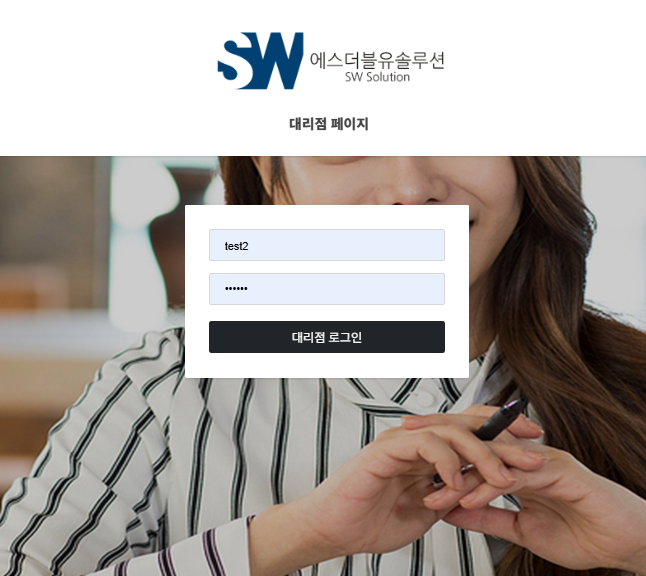 SW
에스더블유솔루션
SW Solution
대리점 페이지
test2
••••••
대리점 로그인